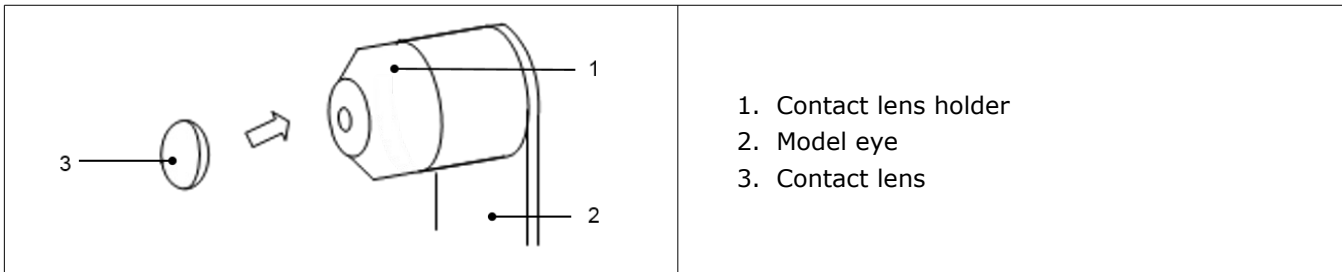 1
2
3
1. Contact lens holder
2. Model eye
3. Contact lens